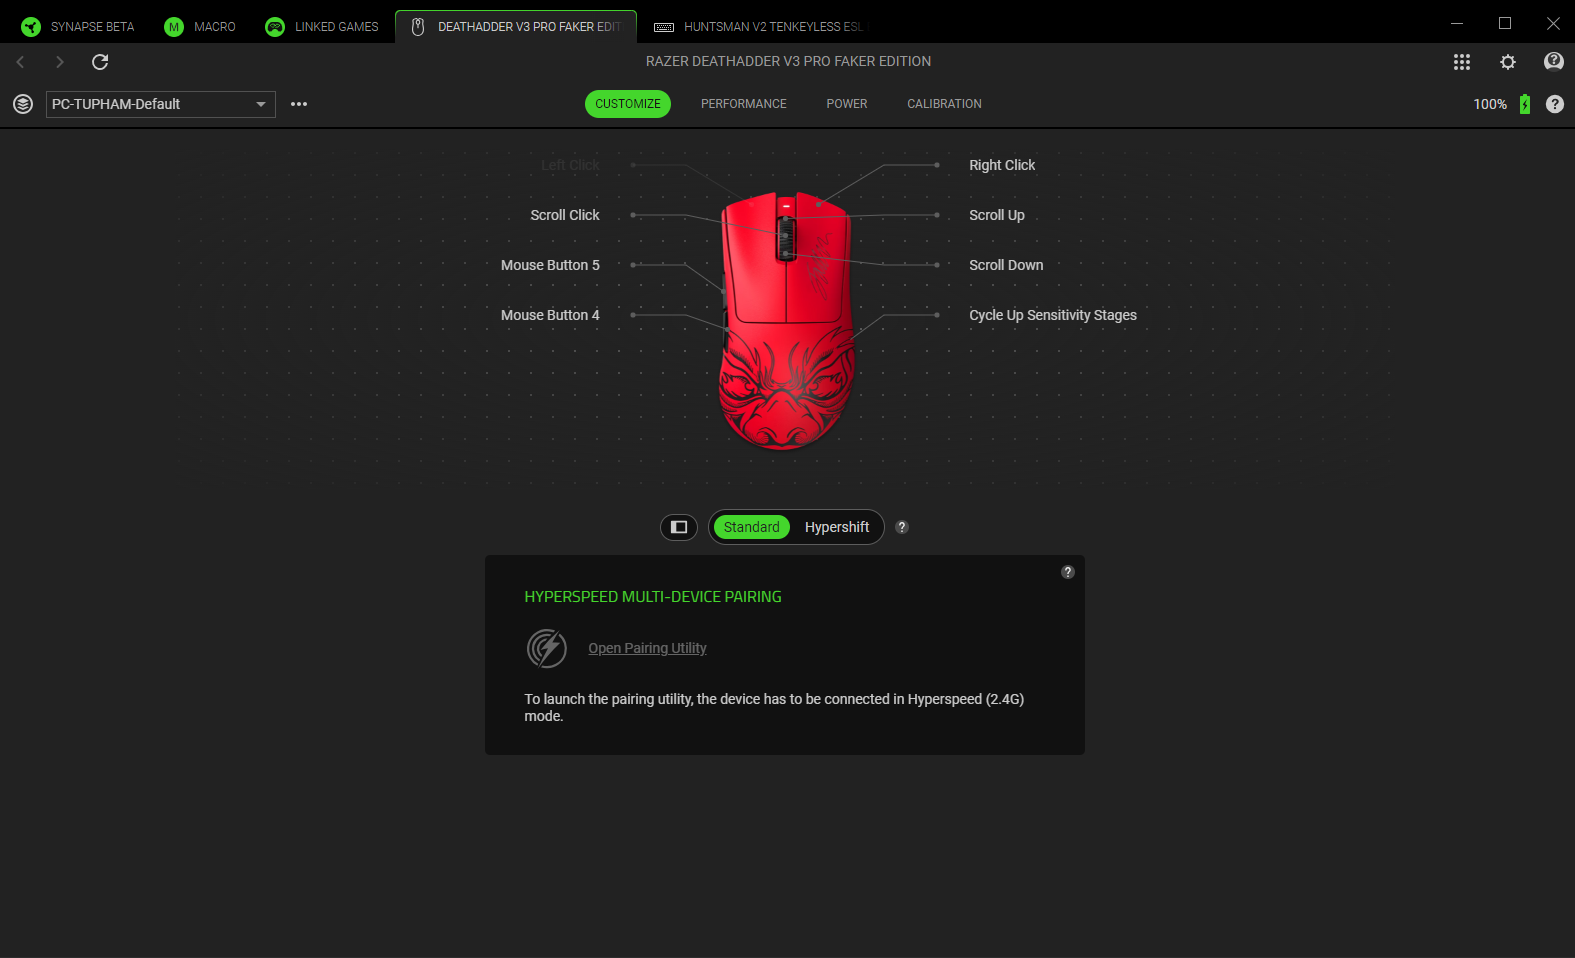 SYNAPSE BETA
M MACRO
LINKED GAMES
DEATHADDER V3 PRO FAKER EDIT
HUNTSMAN V2 TENKEYLESS ESL
RAZER DEATHADDER V3 PRO FAKER EDITION
PC-TUPHAM-Default
CUSTOMIZE
PERFORMANCE
POWER
CALIBRATION
100%
?
Left Click
Right Click
Scroll Click
Scroll Up
Mouse Button 5
Scroll Down
Mouse Button 4
Cycle Up Sensitivity Stages
Standard
Hypershift
?
?
HYPERSPEED MULTI-DEVICE PAIRING
Open Pairing Utility
To launch the pairing utility, the device has to be connected in Hyperspeed (2.4G)
mode.